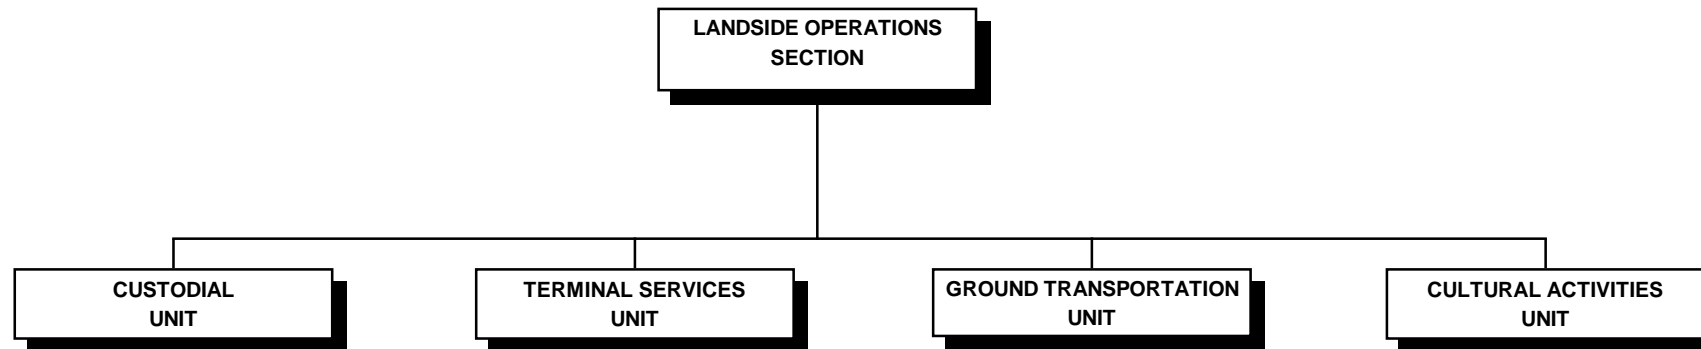 LANDSIDE OPERATIONS
SECTION
CUSTODIAL
UNIT
TERMINAL SERVICES
UNIT
GROUND TRANSPORTATION
UNIT
CULTURAL ACTIVITIES
UNIT